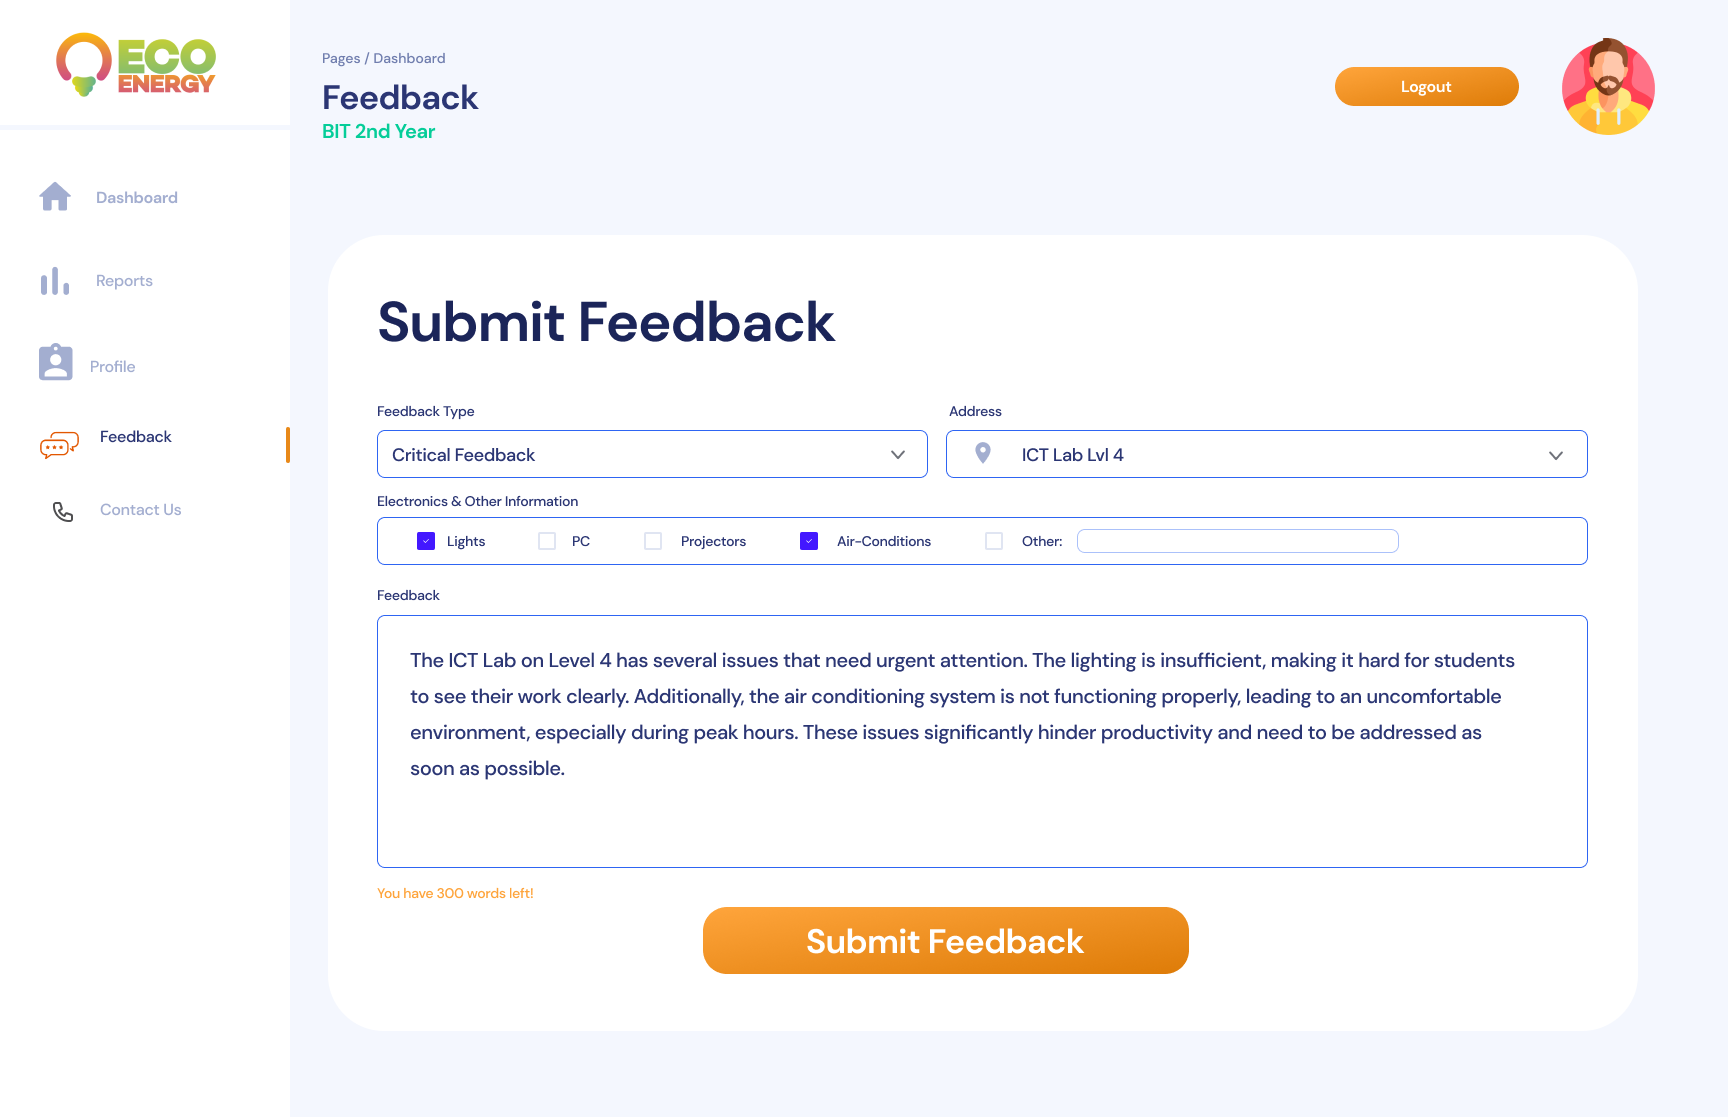 ECO
ENERGY
Dashboard
Reports
Profile
Feedback
Contact Us
Pages / Dashboard
Feedback
BIT 2nd Year
Logout
Submit Feedback
Feedback Type
Address
Critical Feedback
ICT Lab Lvl 4
Electronics & Other Information
Lights PC Projectors Air-Conditions Other:
Feedback
The ICT Lab on Level 4 has several issues that need urgent attention. The lighting is insufficient, making it hard for students
to see their work clearly. Additionally, the air conditioning system is not functioning properly, leading to an uncomfortable
environment, especially during peak hours. These issues significantly hinder productivity and need to be addressed as
soon as possible.
You have 300 words left!
Submit Feedback